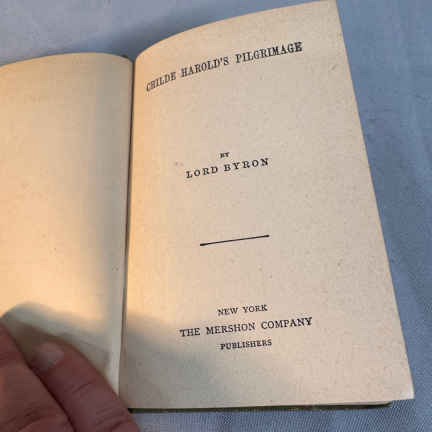 CHILDE HAROLD'S PILGRIMAGE
BY
LORD BYRON
NEW YORK
THE MERSHON COMPANY
PUBLISHERS